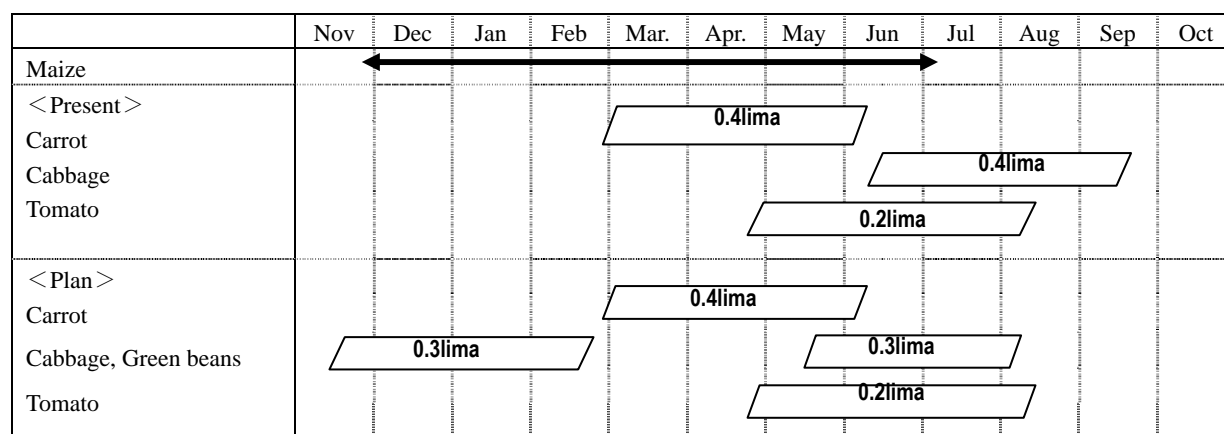 Nov Dec Jan Feb Mar. Apr. May Jun Jul Aug Sep Oct
Maize
＜Present＞
0.4lima
Carrot
0.4lima
Cabbage
Tomato
0.2lima
＜Plan＞
0.4lima
Carrot
0.3lima 0.3lima
Cabbage, Green beans
0.2lima
Tomato